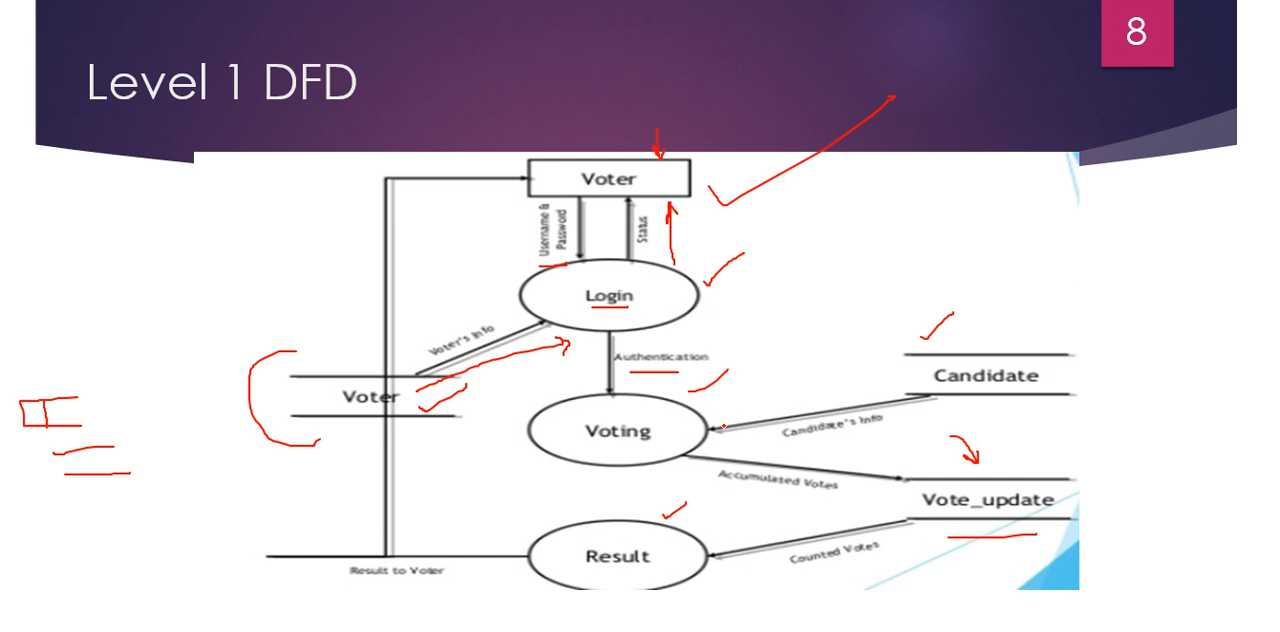 8
Level 1 DFD
Voter
Username &
Password
Status
Login
Voter's Info
Authentication
Voter
Candidate
Voting
Candidate's Info
Accumulated Votes
Vote_update
Result
Counted Votes
Result to Voter